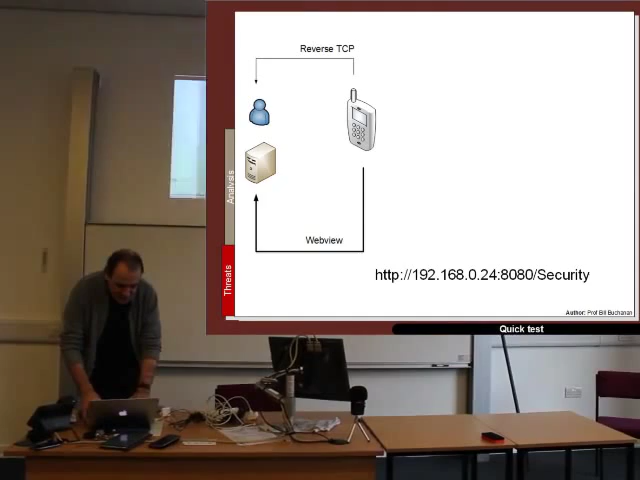 Reverse TCP
Analysis
Webview
Threats
http://192.168.0.24:8080/Security
Author: Prof Bill Buchanan
Quick test